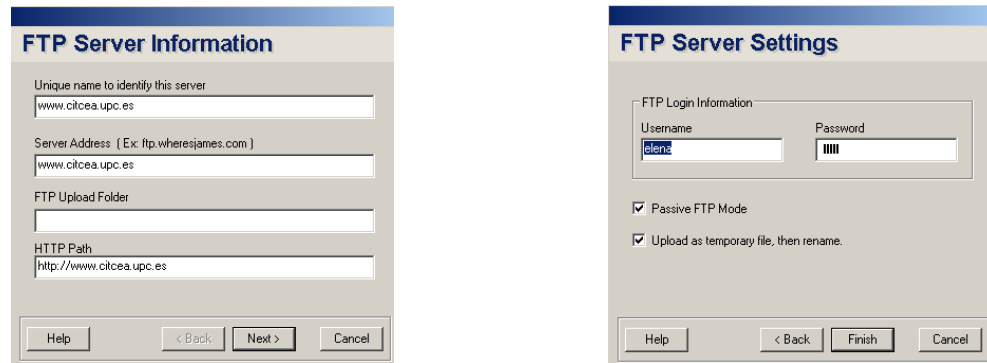 FTP Server Information
Unique name to identify this server
www.citcea.upc.es
Server Address ( Ex: ftp.wheresjames.com )
www.citcea.upc.es
FTP Upload Folder
HTTP Path
http://www.citcea.upc.es
Help < Back Next > Cancel
FTP Server Settings
FTP Login Information
Username Password
elena
Passive FTP Mode
Upload as temporary file, then rename.
Help < Back Finish Cancel